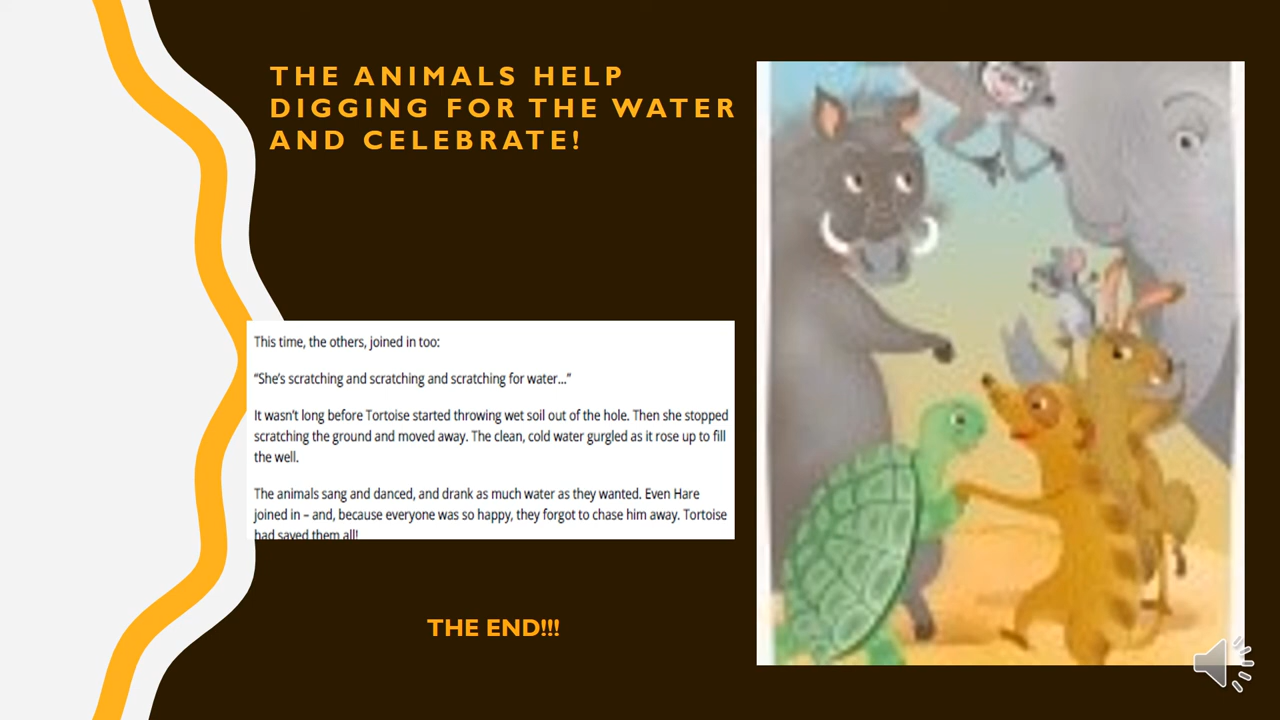 THE ANIMALS HELP
DIGGING FOR THE WATER
AND CELEBRATE!
This time, the others, joined in too:
“She’s scratching and scratching and scratching for water...”
It wasn’t long before Tortoise started throwing wet soil out of the hole. Then she stopped
scratching the ground and moved away. The clean, cold water gurgled as it rose up to fill
the well.
The animals sang and danced, and drank as much water as they wanted. Even Hare
joined in – and, because everyone was so happy, they forgot to chase him away. Tortoise
had saved them all!
THE END!!!